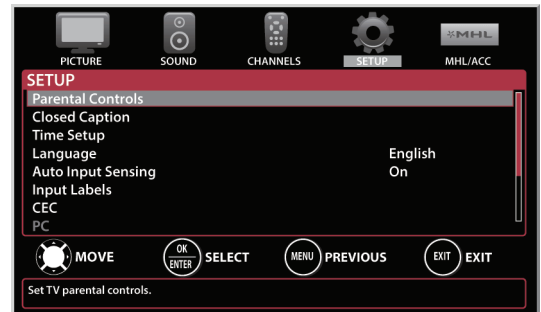 MHL
PICTURE SOUND CHANNELS SETUP MHL/ACC
SETUP
Parental Controls
Closed Caption
Time Setup
Language English
Auto Input Sensing On
Input Labels
CEC
PC
MOVE OK ENTER SELECT MENU PREVIOUS EXIT EXIT
Set TV parental controls.